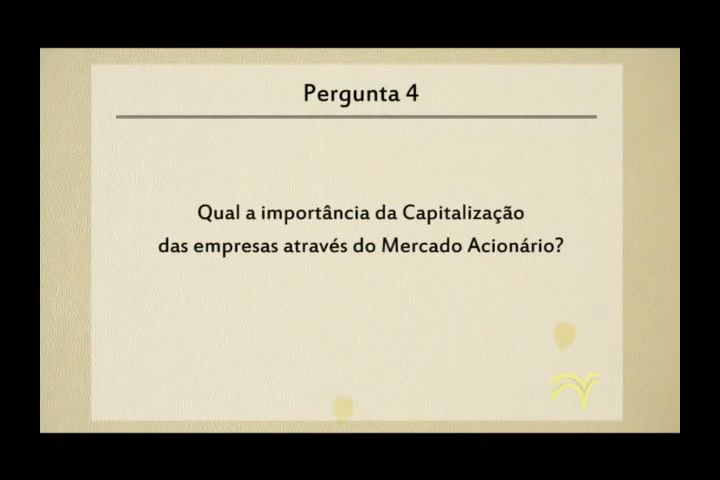 Pergunta 4
Qual a importância da Capitalização
das empresas através do Mercado Acionário?